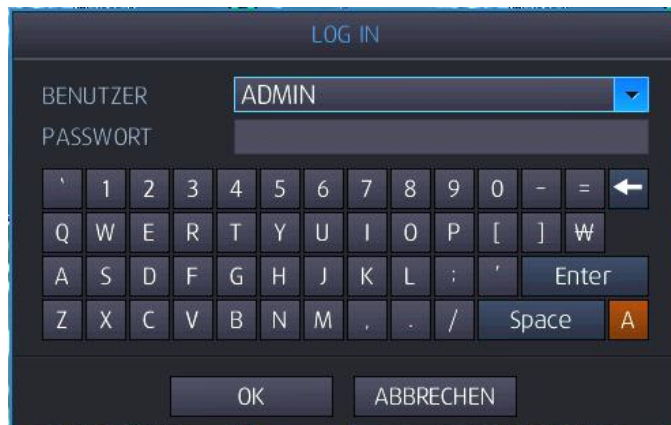 LOG IN
BENUTZER ADMIN
PASSWORT
` 1 2 3 4 5 6 7 8 9 0 - =
Q W E R T Y U I O P [ ] ₩
A S D F G H J K L ; ' Enter
Z X C V B N M , . / Space A
OK ABBRECHEN